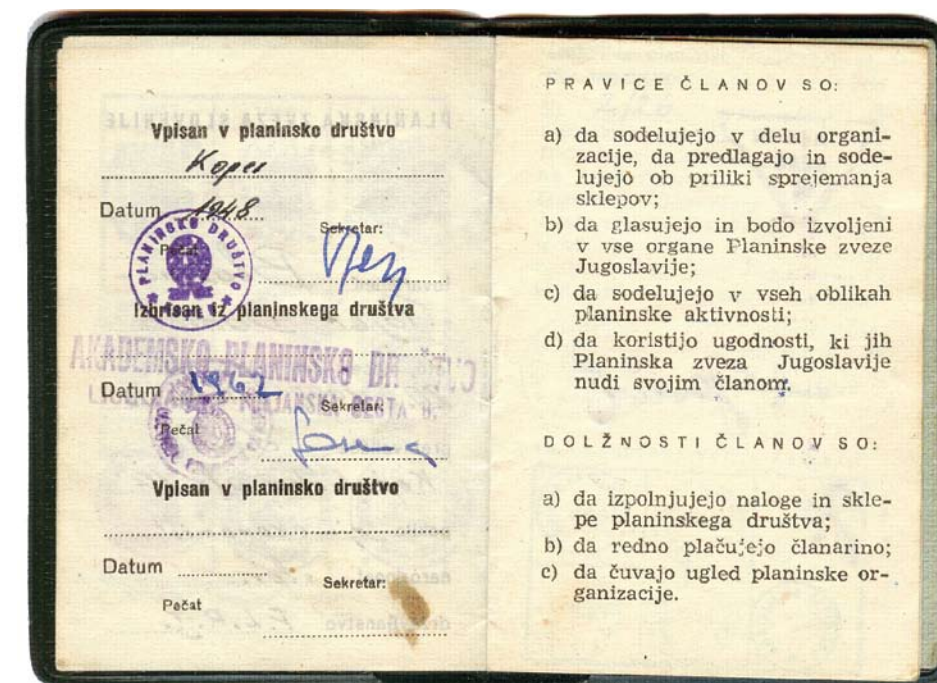 Vpisan v planinsko društvo
Koper
Datum 1948
Sekretar:
Pečat
PLANINSKO DRUŠTVO
Izbrisan iz planinskega društva
AKADEMSKO PLANINSKO
Datum 1962
CESTA
Sekretar:
Pečat
Vpisan v planinsko društvo
Datum
Sekretar:
Pečat
PRAVICE ČLANOV SO:
a) da sodelujejo v delu organi-
zacije, da predlagajo in sode-
lujejo ob priliki sprejemanja
sklepov;
b) da glasujejo in bodo izvoljeni
v vse organe Planinske zveze
Jugoslavije;
c) da sodelujejo v vseh oblikah
planinske aktivnosti;
d) da koristijo ugodnosti, ki jih
Planinska zveza Jugoslavije
nudi svojim članom.
DOLŽNOSTI ČLANOV SO:
a) da izpolnjujejo naloge in skle-
pe planinskega društva;
b) da redno plačujejo članarino;
c) da čuvajo ugled planinske or-
ganizacije.